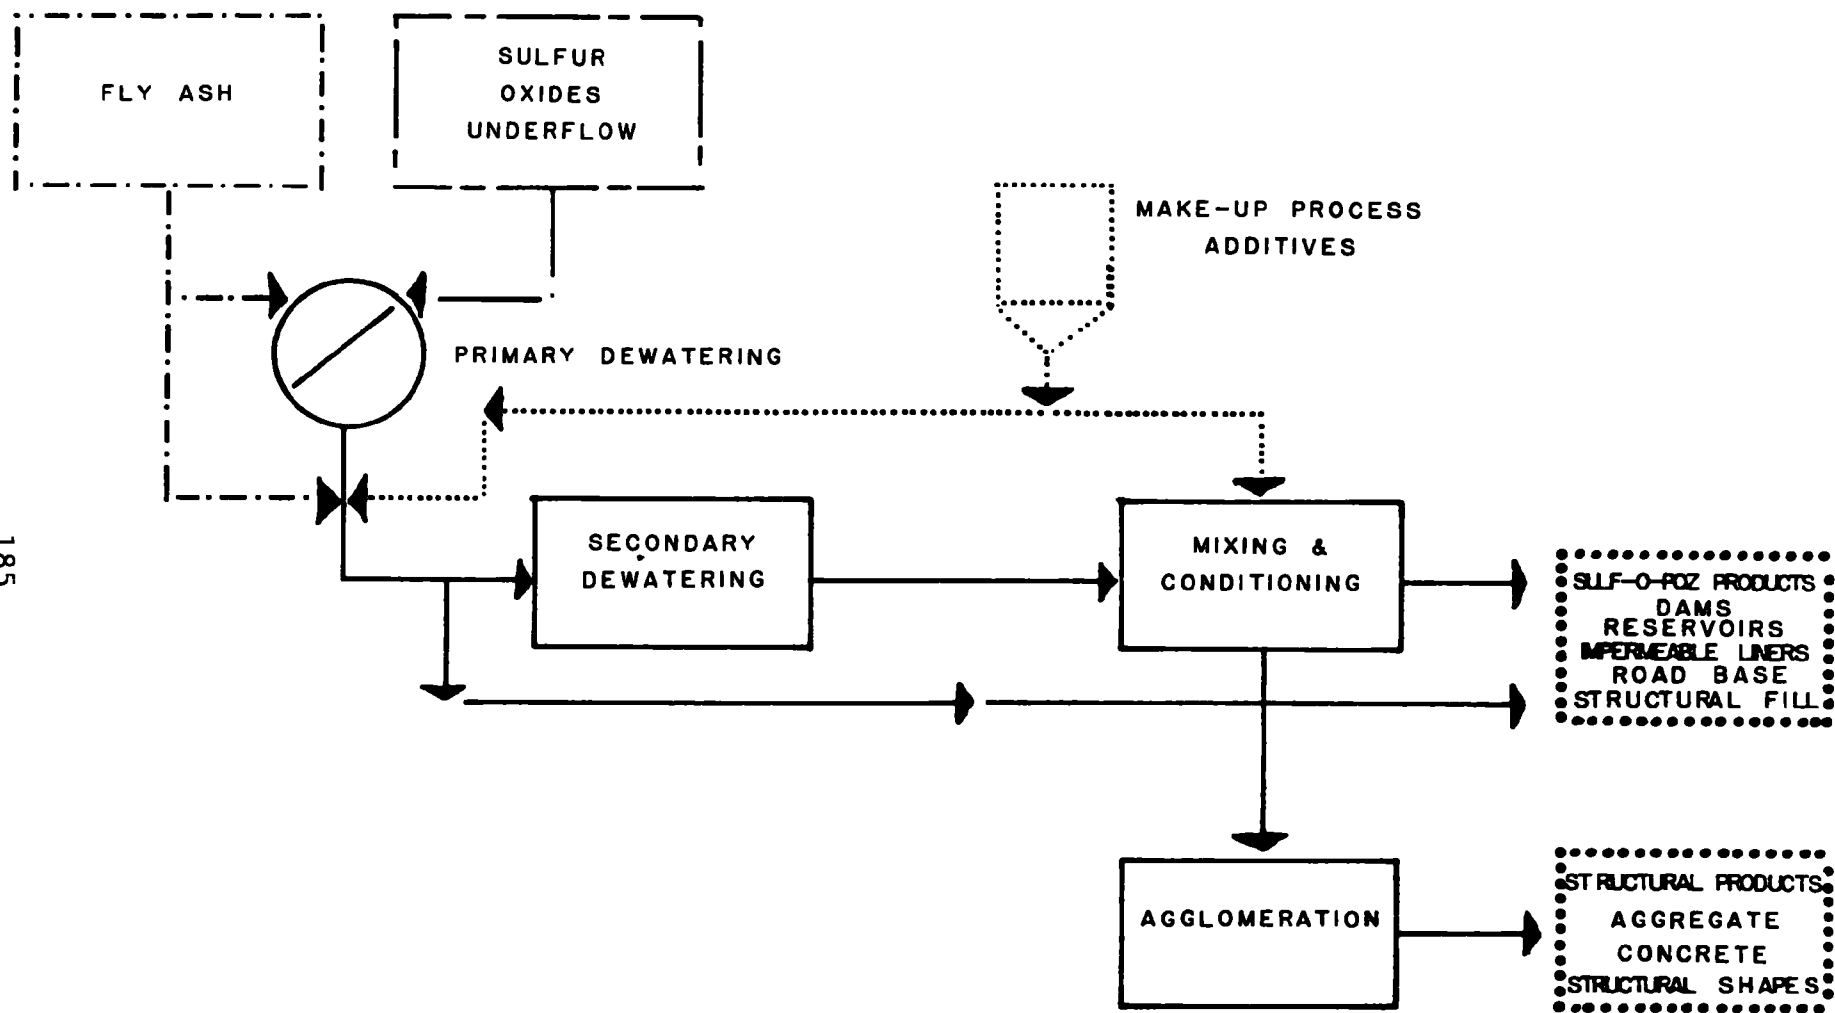 FLY ASH
SULFUR
OXIDES
UNDERFLOW
MAKE-UP PROCESS
ADDITIVES
PRIMARY DEWATERING
SECONDARY
DEWATERING
MIXING &
CONDITIONING
SULF-O-POZ PRODUCTS
DAMS
RESERVOIRS
IMPERMEABLE LINERS
ROAD BASE
STRUCTURAL FILL
AGGLOMERATION
STRUCTURAL PRODUCTS
AGGREGATE
CONCRETE
STRUCTURAL SHAPES
185